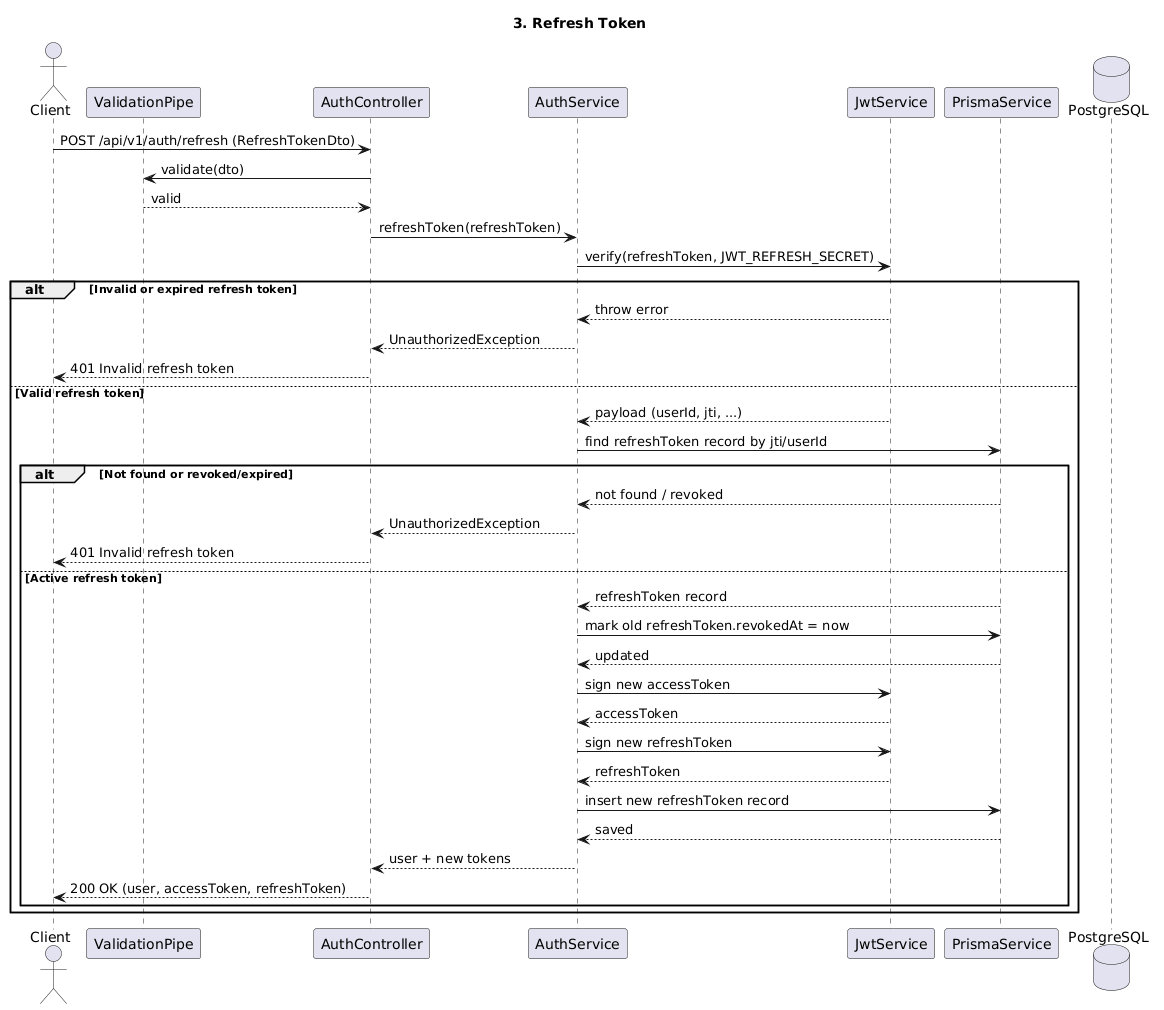 3. Refresh Token
Client
ValidationPipe
AuthController
AuthService
JwtService
PrismaService
PostgreSQL
POST /api/v1/auth/refresh (RefreshTokenDto)
validate(dto)
valid
refreshToken(refreshToken)
verify(refreshToken, JWT_REFRESH_SECRET)
alt [Invalid or expired refresh token]
throw error
UnauthorizedException
401 Invalid refresh token
[Valid refresh token]
payload (userId, jti, ...)
find refreshToken record by jti/userId
alt [Not found or revoked/expired]
not found / revoked
UnauthorizedException
401 Invalid refresh token
[Active refresh token]
refreshToken record
mark old refreshToken.revokedAt = now
updated
sign new accessToken
accessToken
sign new refreshToken
refreshToken
insert new refreshToken record
saved
user + new tokens
200 OK (user, accessToken, refreshToken)
Client
ValidationPipe
AuthController
AuthService
JwtService
PrismaService
PostgreSQL